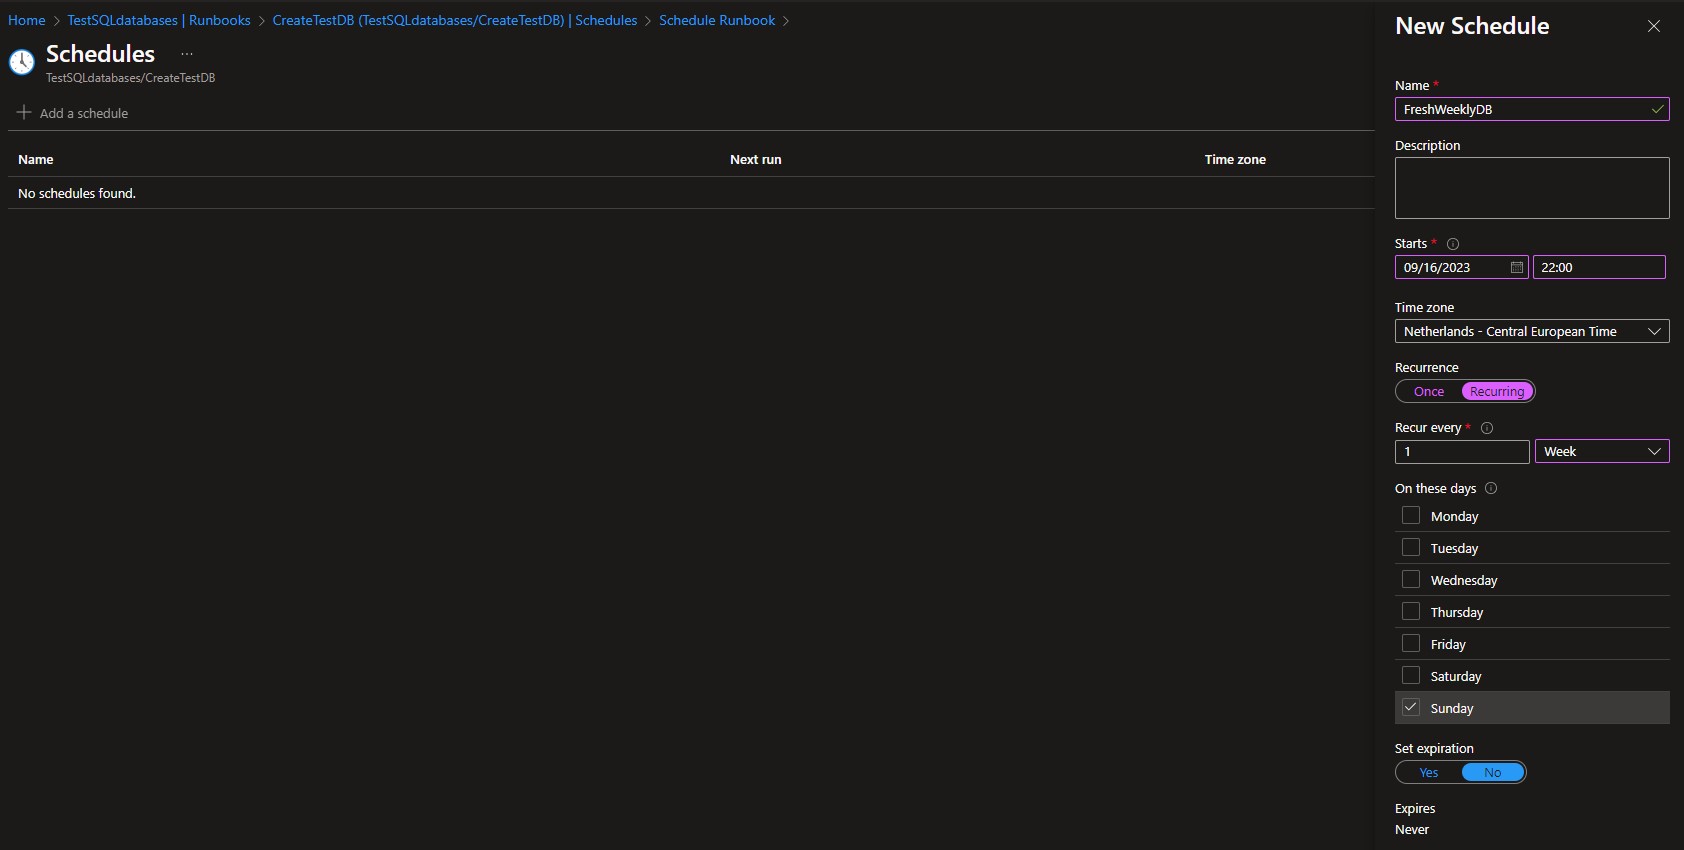 Home > TestSQLdatabases | Runbooks > CreateTestDB (TestSQLdatabases/CreateTestDB) | Schedules > Schedule Runbook >
Schedules ...
TestSQLdatabases/CreateTestDB
+ Add a schedule
Name Next run Time zone
No schedules found.
New Schedule
Name *
FreshWeeklyDB
Description
Starts *
09/16/2023 22:00
Time zone
Netherlands - Central European Time
Recurrence
Once Recurring
Recur every *
1 Week
On these days
Monday
Tuesday
Wednesday
Thursday
Friday
Saturday
Sunday
Set expiration
Yes No
Expires
Never